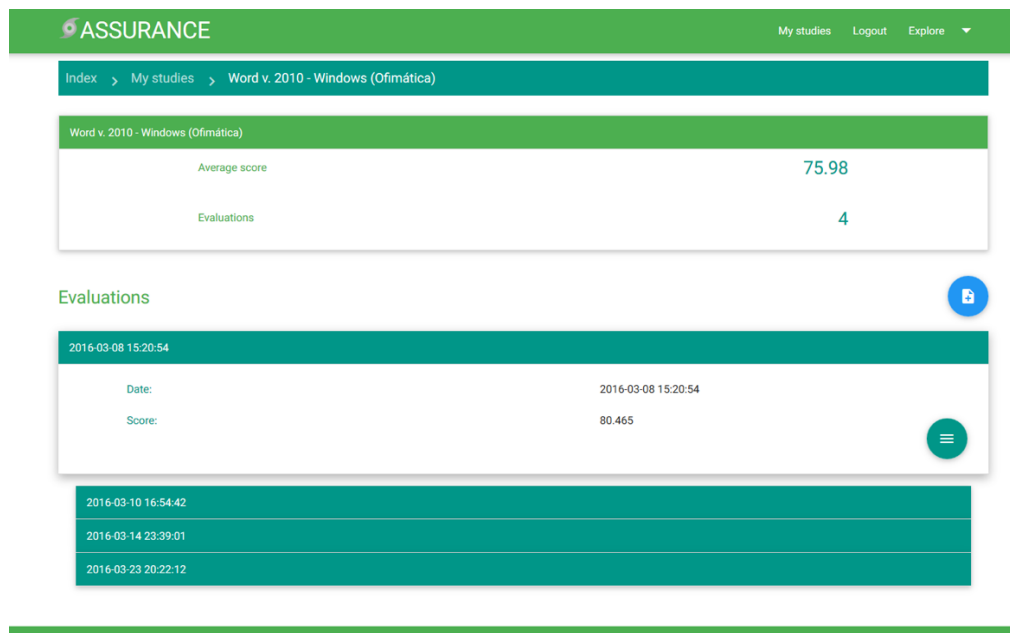 ASSURANCE My studies Logout Explore
Index My studies Word v. 2010 - Windows (Ofimática)
Word v. 2010 - Windows (Ofimática)
Average score 75.98
Evaluations 4
Evaluations
2016-03-08 15:20:54
Date: 2016-03-08 15:20:54
Score: 80.465
2016-03-10 16:54:42
2016-03-14 23:39:01
2016-03-23 20:22:12